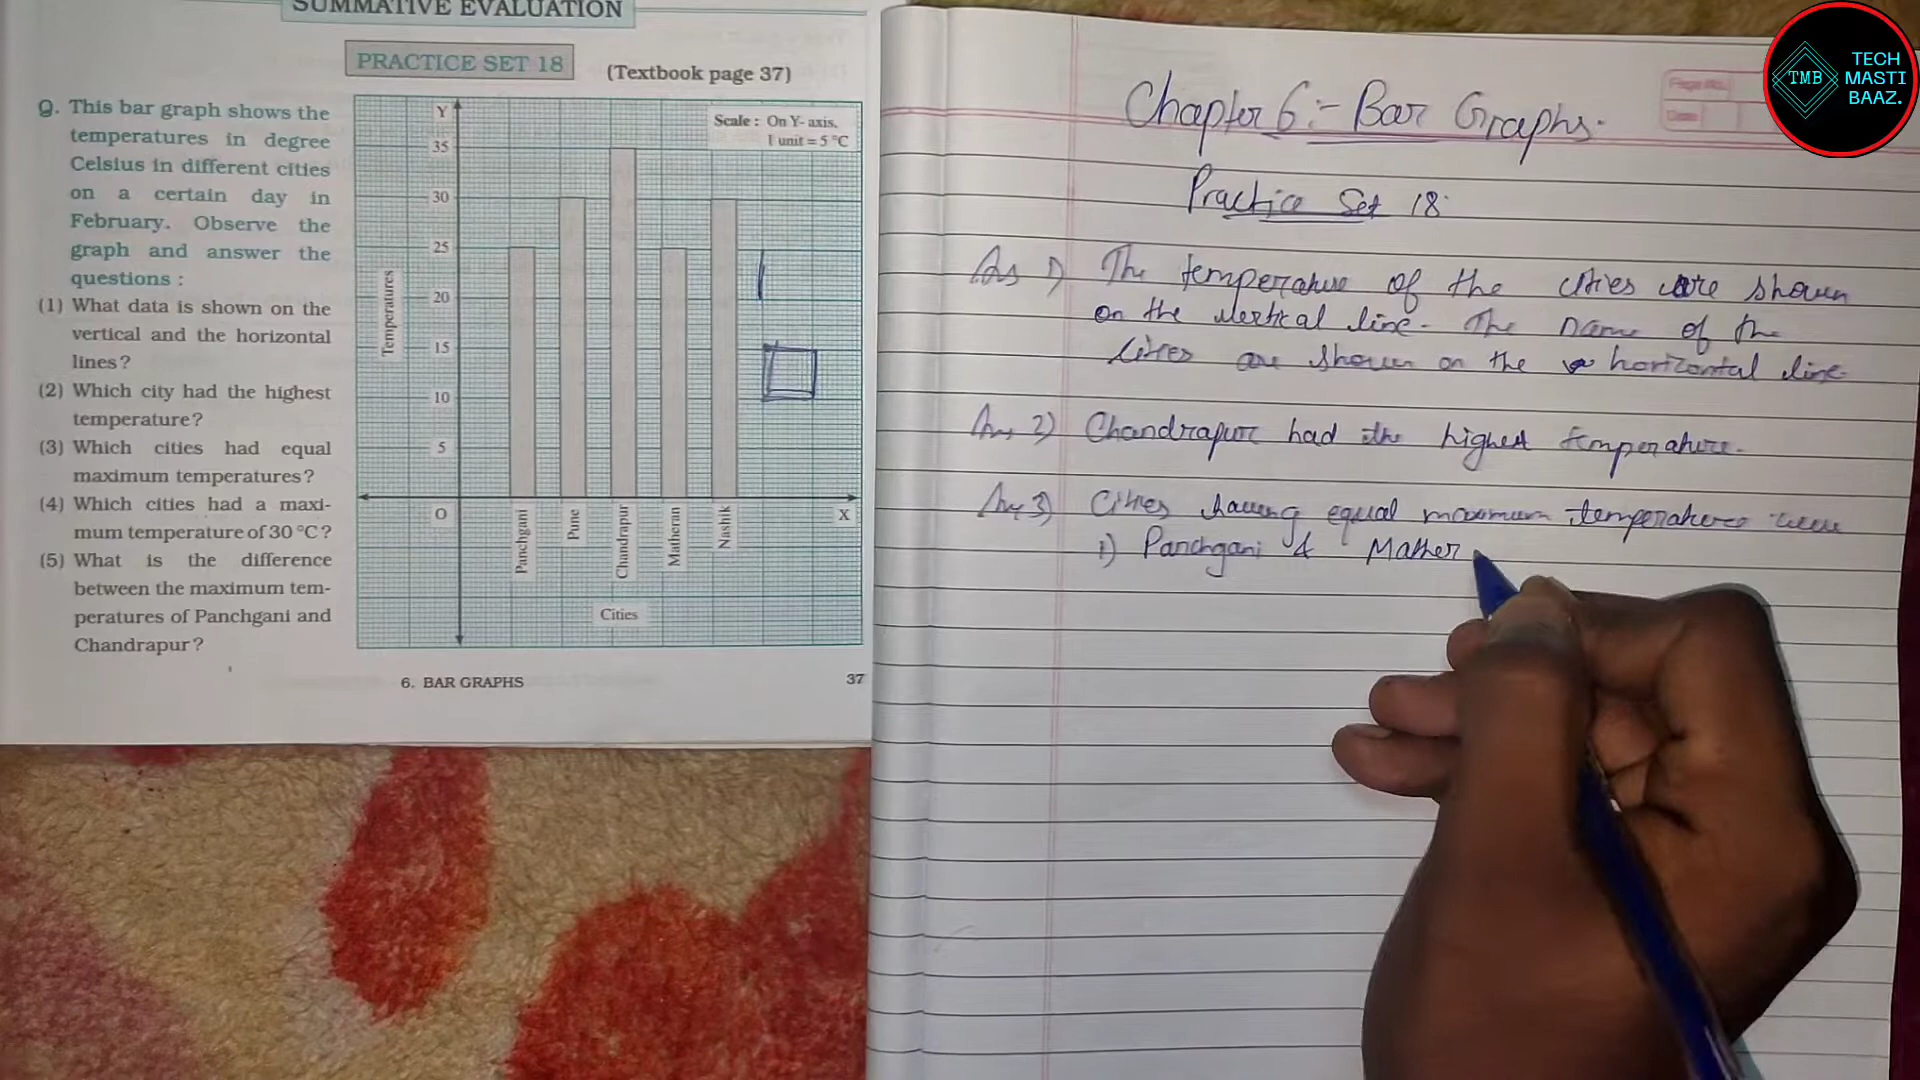 SUMMATIVE EVALUATION
PRACTICE SET 18
(Textbook page 37)
Q. This bar graph shows the
temperatures in degree
Celsius in different cities
on a certain day in
February. Observe the
graph and answer the
questions :
(1) What data is shown on the
vertical and the horizontal
lines?
(2) Which city had the highest
temperature?
(3) Which cities had equal
maximum temperatures?
(4) Which cities had a maxi-
mum temperature of 30 °C?
(5) What is the difference
between the maximum tem-
peratures of Panchgani and
Chandrapur?
Y
Scale : On Y- axis,
1 unit = 5 °C
35
30
25
20
15
10
5
O
X
Temperatures
Panchgani
Pune
Chandrapur
Matheran
Nashik
Cities
6. BAR GRAPHS
37
Chapter 6:- Bar Graphs.
Practice Set 18.
Ans 1) The temperature of the cities are shown
on the vertical line. The name of the
cities are shown on the horizontal line.
Ans 2) Chandrapur had the highest temperature.
Ans 3) Cities having equal maximum temperatures were
1) Panchgani & Mather
Page No.
Date
TMB
TECH
MASTI
BAAZ.